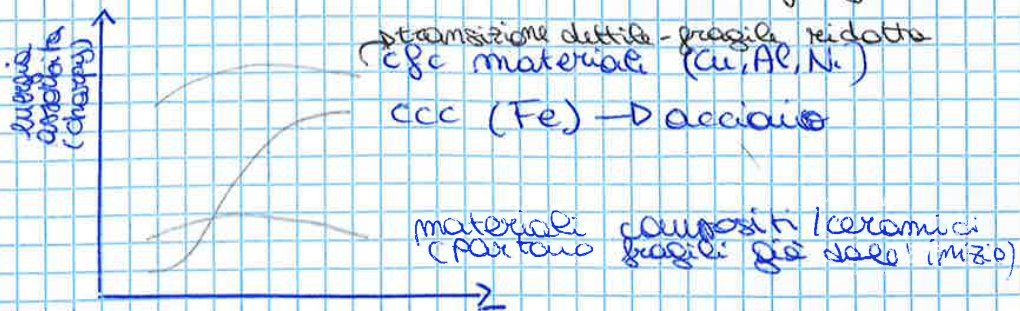 energia
assorbita
(charpy)
transizione duttile-fragile ridotta
cfc materiali (Cu, Al, Ni)
ccc (Fe) → acciaio
materiali compositi/ceramici
(partono fragili già dall'inizio)